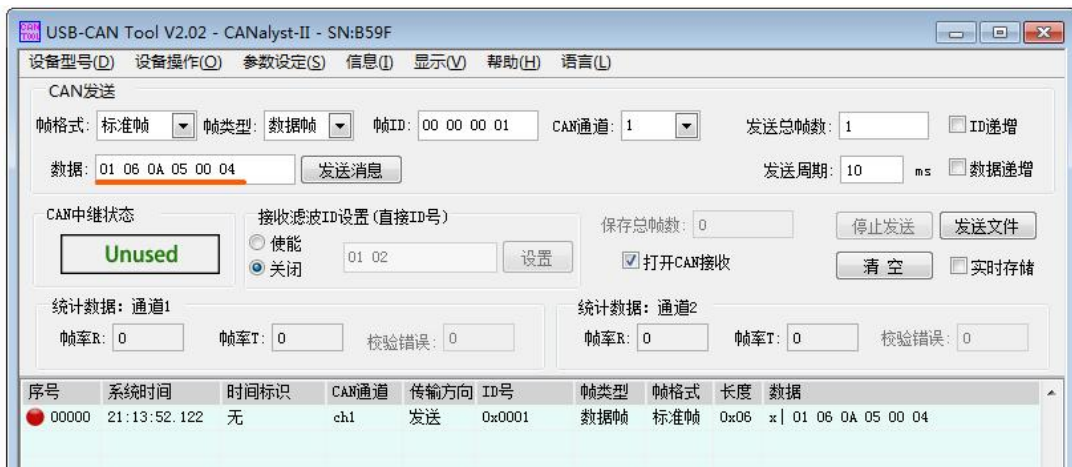 USB-CAN Tool V2.02 - CANalyst-II - SN:B59F
设备型号(D) 设备操作(O) 参数设定(S) 信息(I) 显示(V) 帮助(H) 语言(L)
CAN发送
帧格式: 标准帧 帧类型: 数据帧 帧ID: 00 00 00 01 CAN通道: 1 发送总帧数: 1 ID递增
数据: 01 06 0A 05 00 04 发送消息 发送周期: 10 ms 数据递增
CAN中继状态 接收滤波ID设置(直接ID号) 保存总帧数: 0 停止发送 发送文件
Unused 使能 01 02 设置 打开CAN接收 清空 实时存储
关闭
统计数据: 通道1 统计数据: 通道2
帧率R: 0 帧率T: 0 校验错误: 0 帧率R: 0 帧率T: 0 校验错误: 0
序号 系统时间 时间标识 CAN通道 传输方向 ID号 帧类型 帧格式 长度 数据
00000 21:13:52.122 无 ch1 发送 0x0001 数据帧 标准帧 0x06 x| 01 06 0A 05 00 04